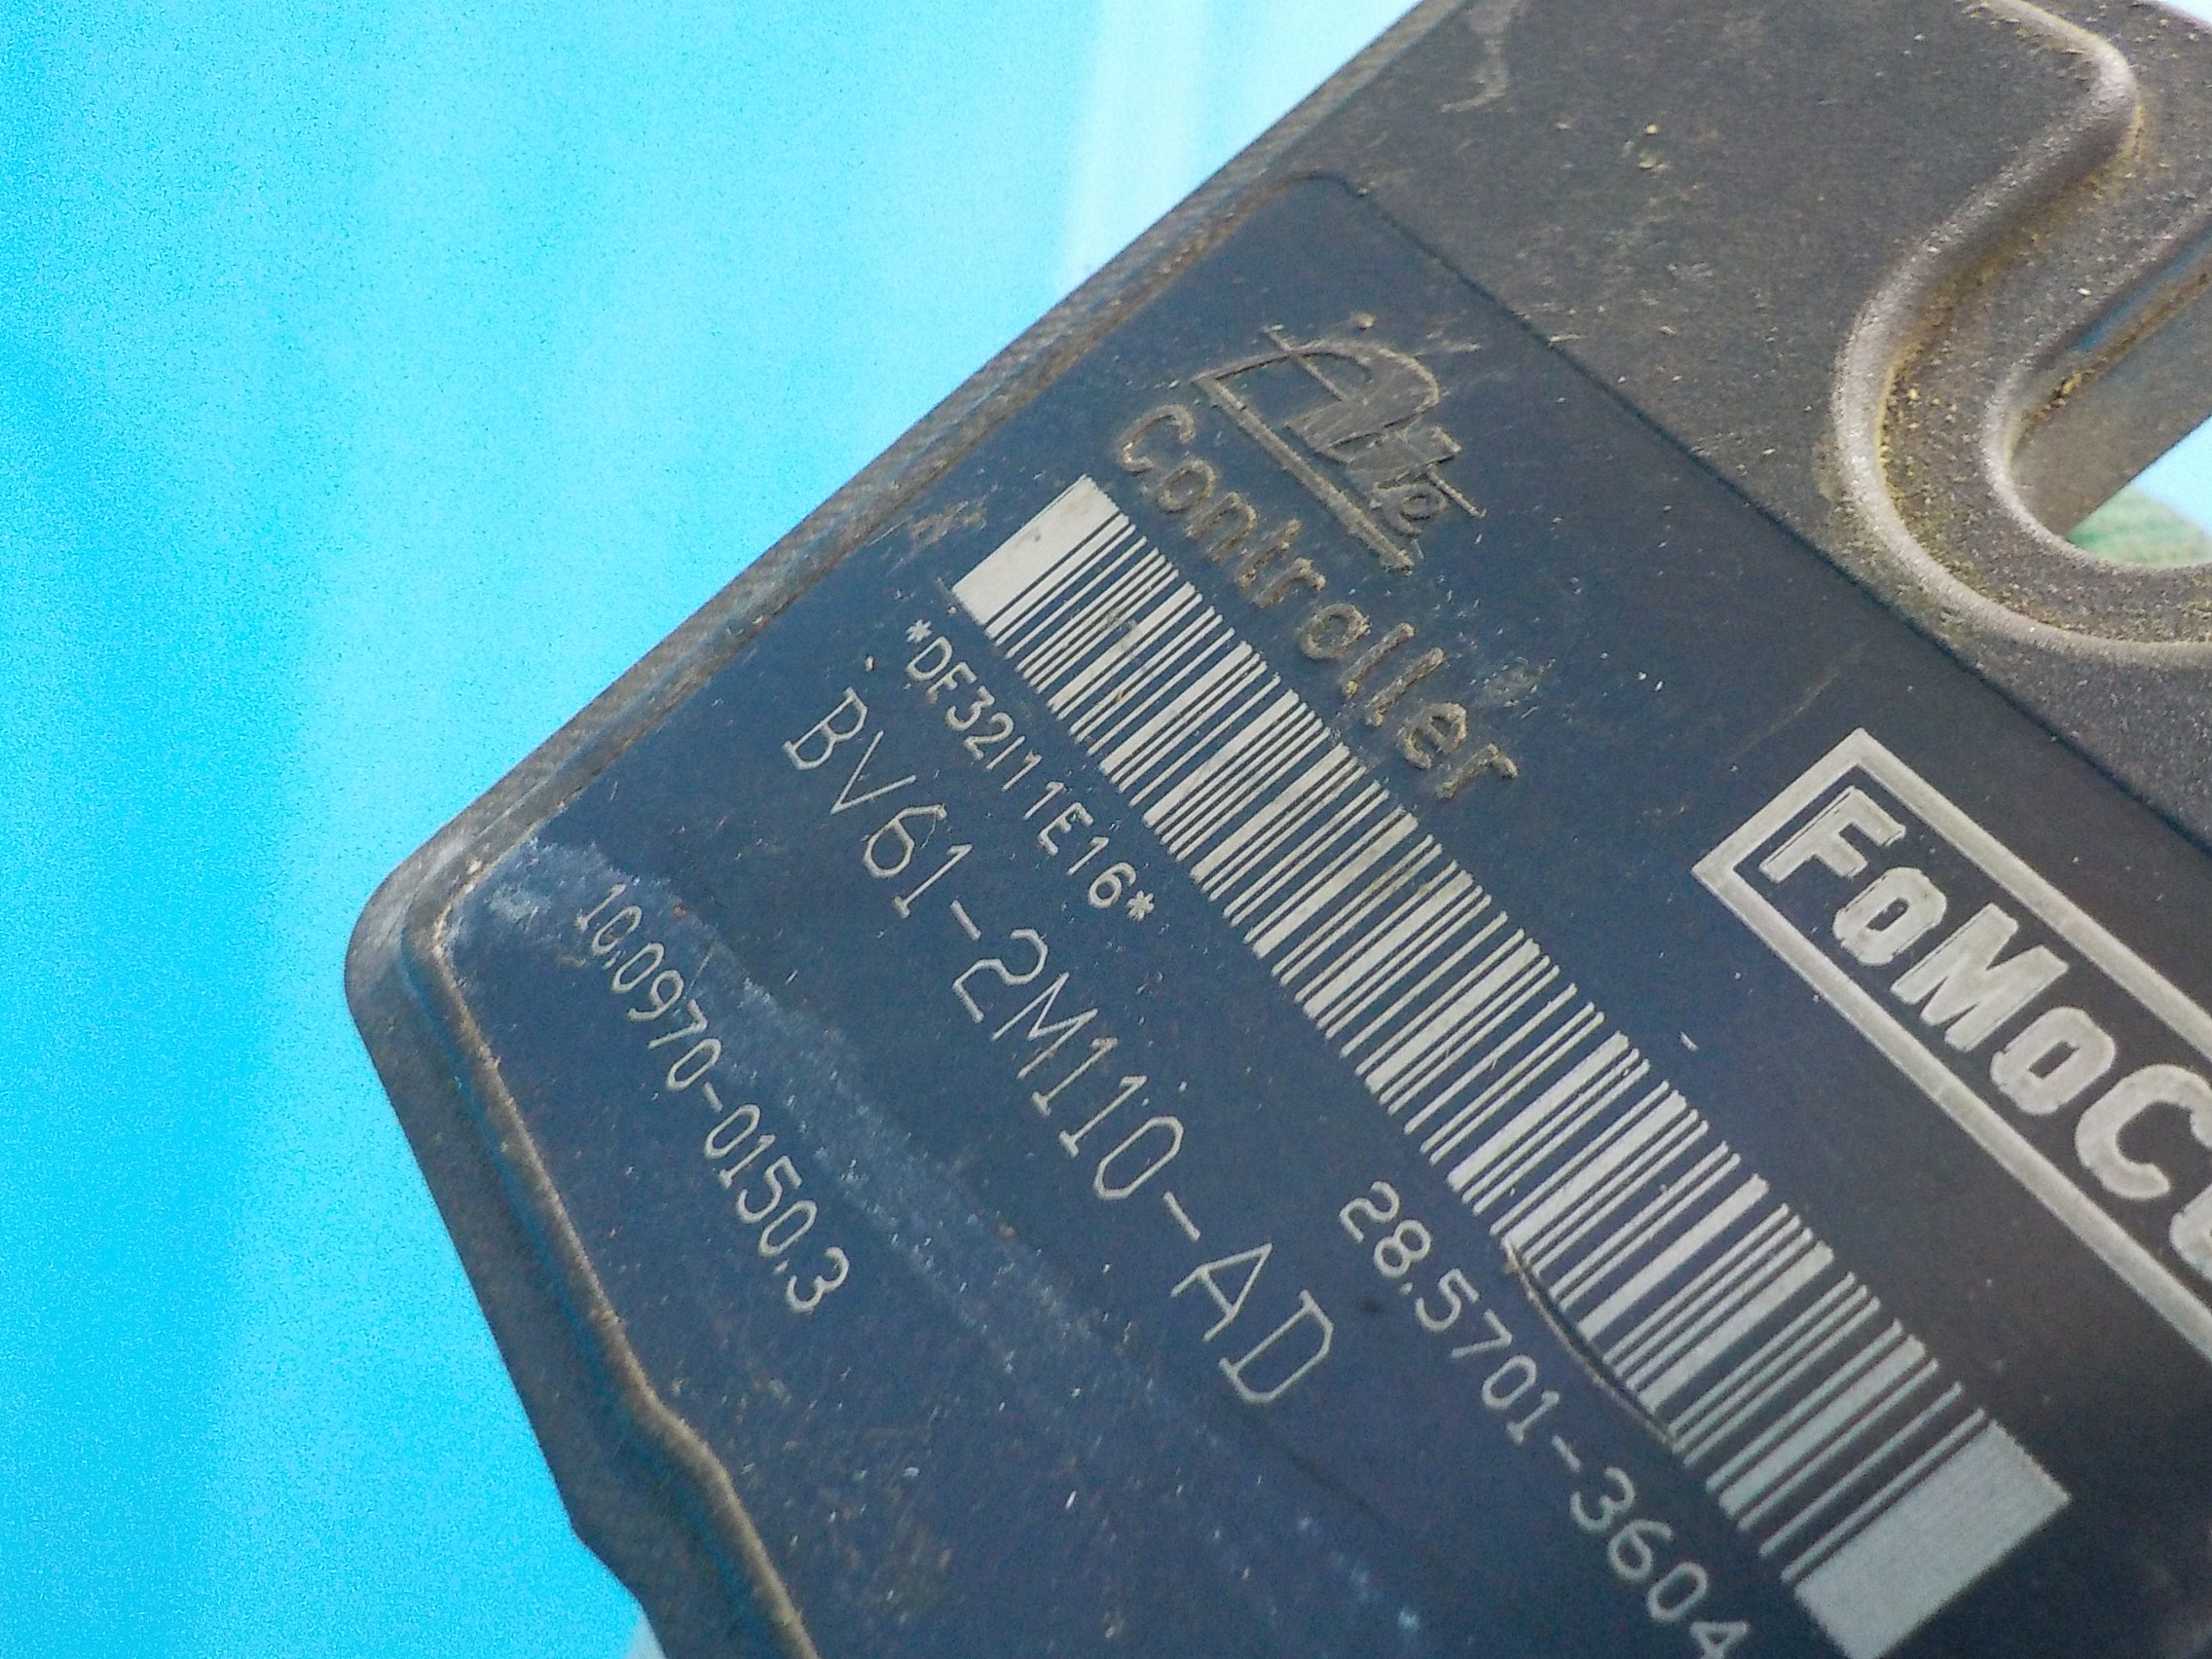 Ate
Controller
FoMoCo
*DF32I11E16*
BV61-2M110-AD
28.5701-3604
10.0970-0150.3